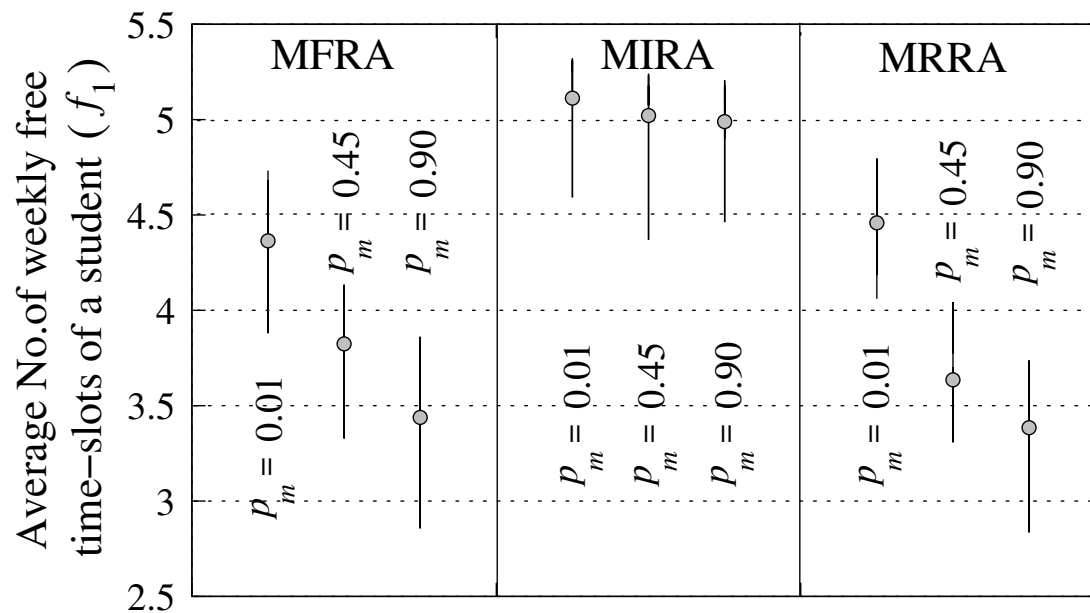 Average No.of weekly free
time−slots of a student (f1)
5.5
5
4.5
4
3.5
3
2.5
MFRA
MIRA
MRRA
pm = 0.01
pm = 0.45
pm = 0.90
pm = 0.01
pm = 0.45
pm = 0.90
pm = 0.01
pm = 0.45
pm = 0.90